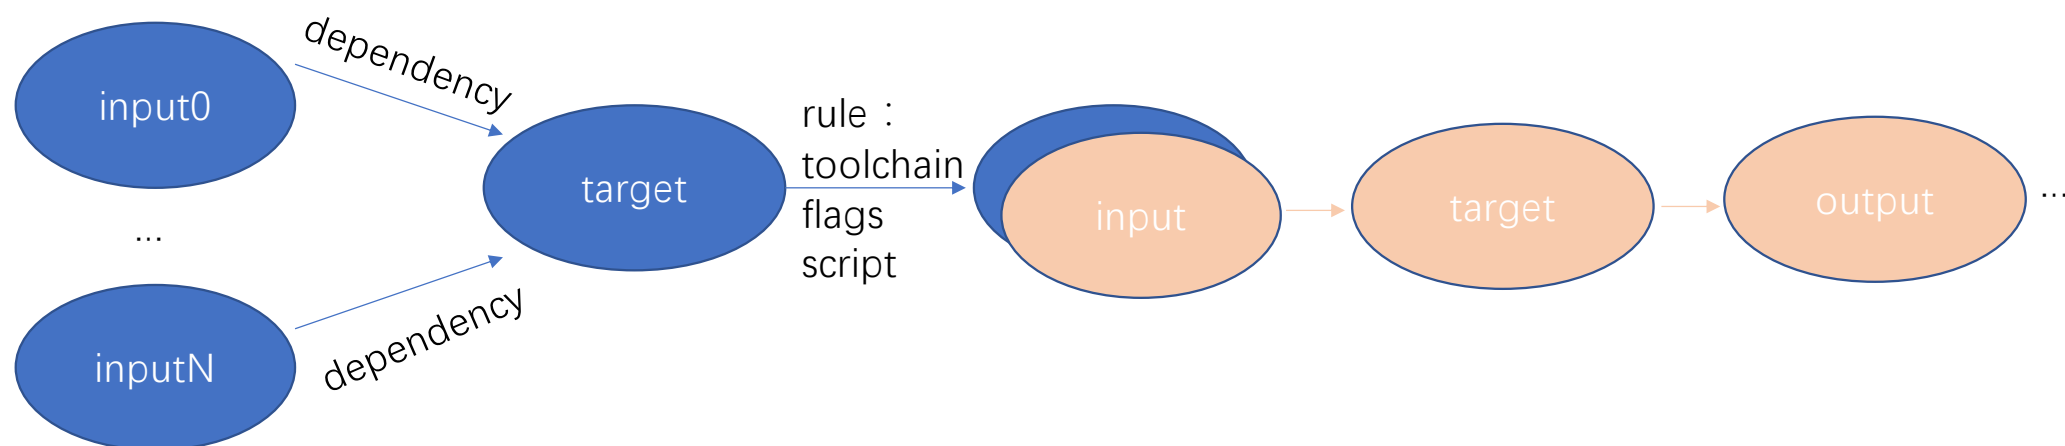 input0
...
inputN
dependency
dependency
target
rule：
toolchain
flags
script
input
target
output
...